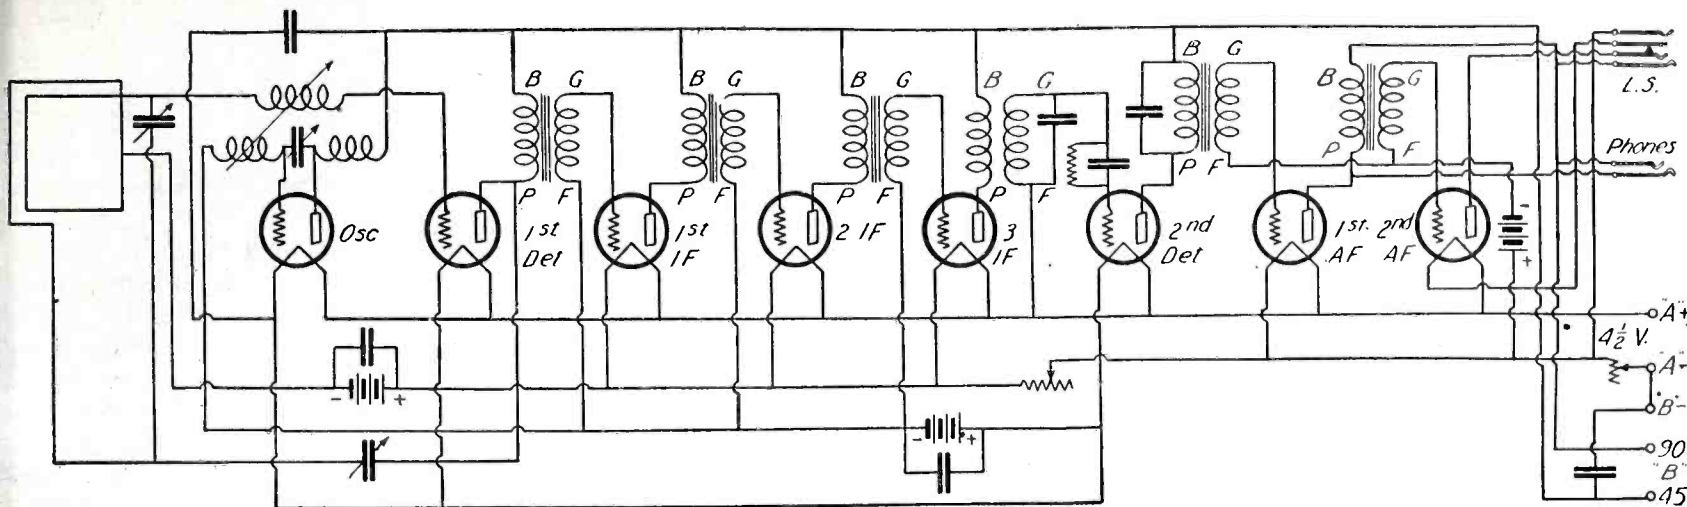 B G
B G
B G
B G
B G
B G
P F
P F
P F
P F
P F
P F
Osc
1st
Det
1st
IF
2 IF
3
IF
2nd
Det
1st.
AF
2nd
AF
-
+
L.S.
Phones
"A"+
4½ V.
"A"-
"B"-
90
"B"
45
- +
- +